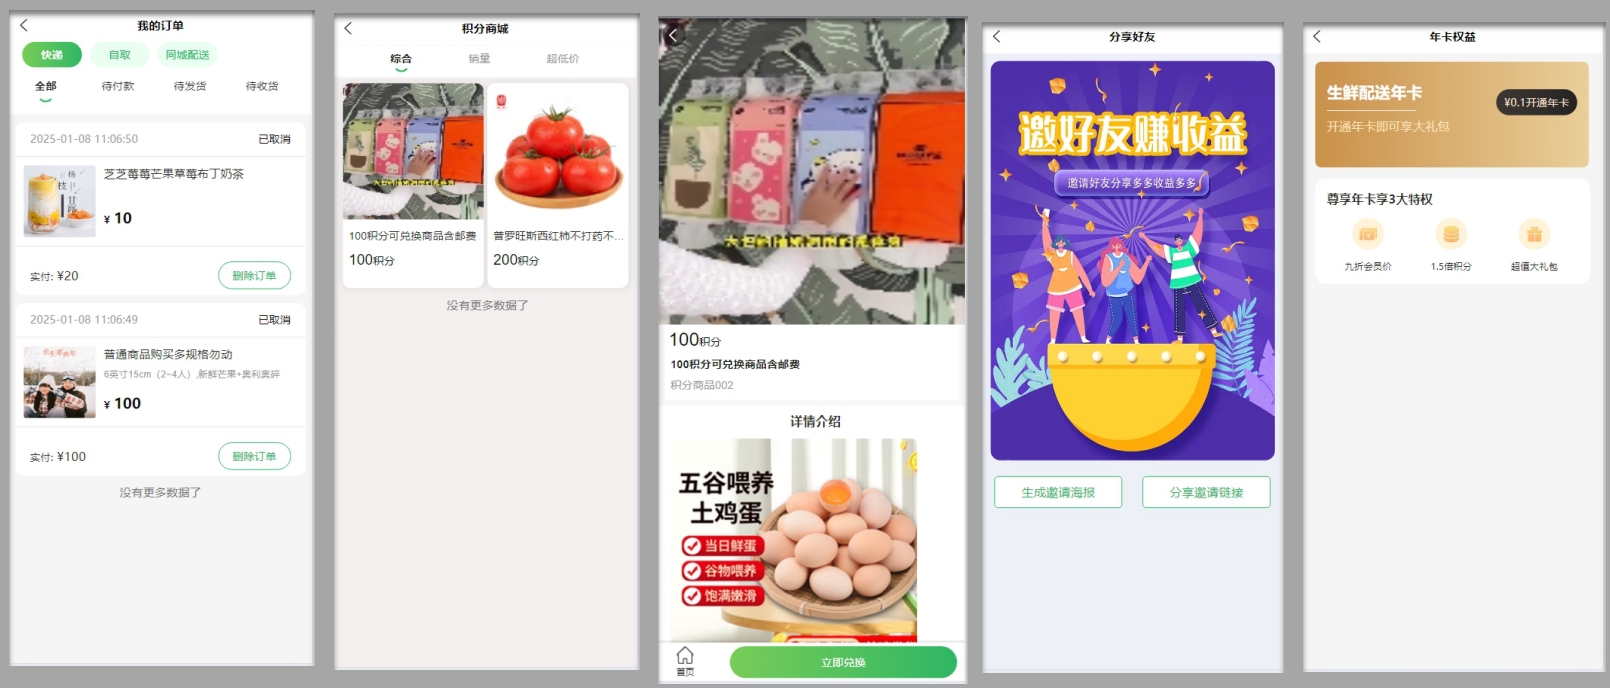 我的订单
快递
自取
同城配送
全部
待付款
待发货
待收货
2025-01-08 11:06:50
已取消
芝芝莓莓芒果草莓布丁奶茶
¥ 10
实付: ¥20
删除订单
2025-01-08 11:06:49
已取消
普通商品购买多规格勿动
6英寸15cm（2~4人）,新鲜芒果+奥利奥碎
¥ 100
实付: ¥100
删除订单
没有更多数据了
积分商城
综合
销量
超低价
100积分可兑换商品含邮费
100积分
普罗旺斯西红柿不打药不...
200积分
没有更多数据了
100积分
100积分可兑换商品含邮费
积分商品002
详情介绍
五谷喂养
土鸡蛋
当日鲜蛋
谷物喂养
饱满嫩滑
首页
立即兑换
分享好友
邀好友赚收益
邀请好友分享多多收益多多
生成邀请海报
分享邀请链接
年卡权益
生鲜配送年卡
¥0.1开通年卡
开通年卡即可享大礼包
尊享年卡享3大特权
九折会员价
1.5倍积分
超值大礼包